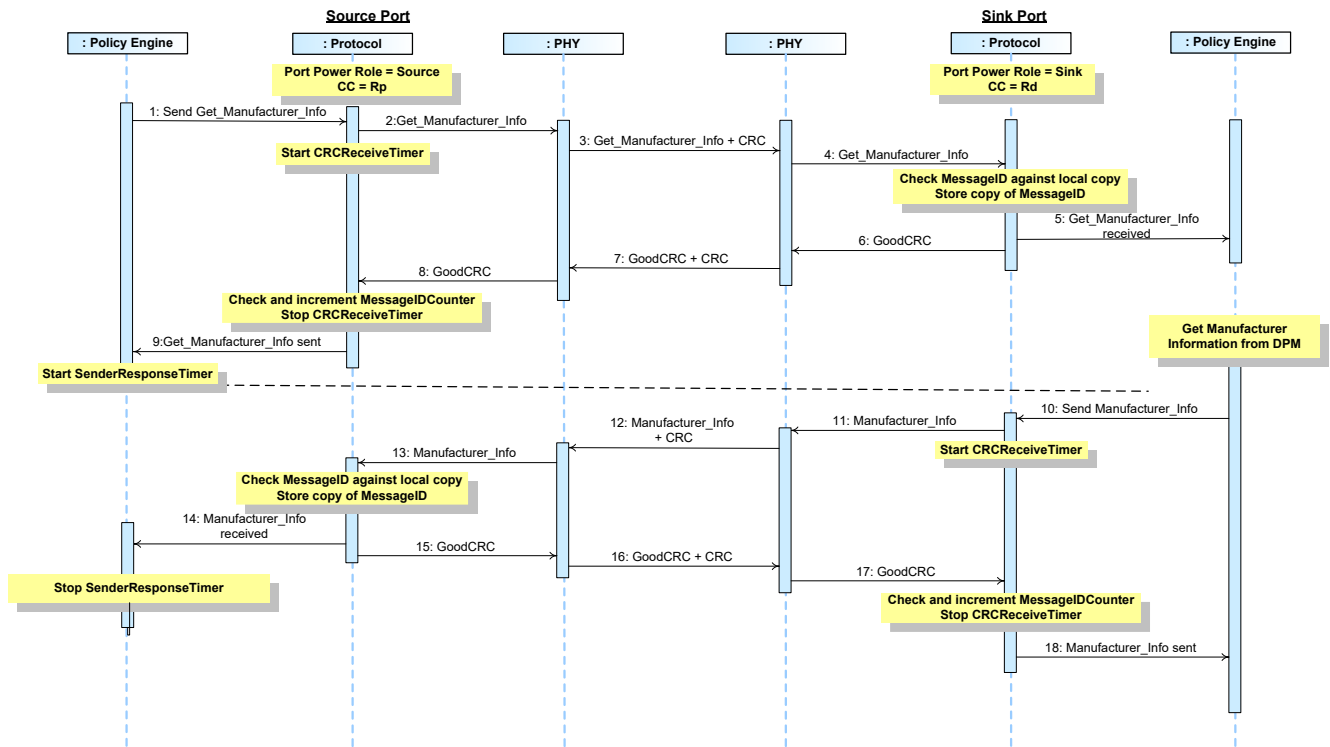 Source Port
Sink Port
: Policy Engine
: Protocol
: PHY
: PHY
: Protocol
: Policy Engine
Port Power Role = Source
CC = Rp
Port Power Role = Sink
CC = Rd
1: Send Get_Manufacturer_Info
2:Get_Manufacturer_Info
3: Get_Manufacturer_Info + CRC
Start CRCReceiveTimer
4: Get_Manufacturer_Info
Check MessageID against local copy
Store copy of MessageID
5: Get_Manufacturer_Info
received
6: GoodCRC
7: GoodCRC + CRC
8: GoodCRC
Check and increment MessageIDCounter
Stop CRCReceiveTimer
9:Get_Manufacturer_Info sent
Get Manufacturer
Information from DPM
Start SenderResponseTimer
10: Send Manufacturer_Info
11: Manufacturer_Info
12: Manufacturer_Info
+ CRC
Start CRCReceiveTimer
13: Manufacturer_Info
Check MessageID against local copy
Store copy of MessageID
14: Manufacturer_Info
received
15: GoodCRC
16: GoodCRC + CRC
17: GoodCRC
Stop SenderResponseTimer
Check and increment MessageIDCounter
Stop CRCReceiveTimer
18: Manufacturer_Info sent